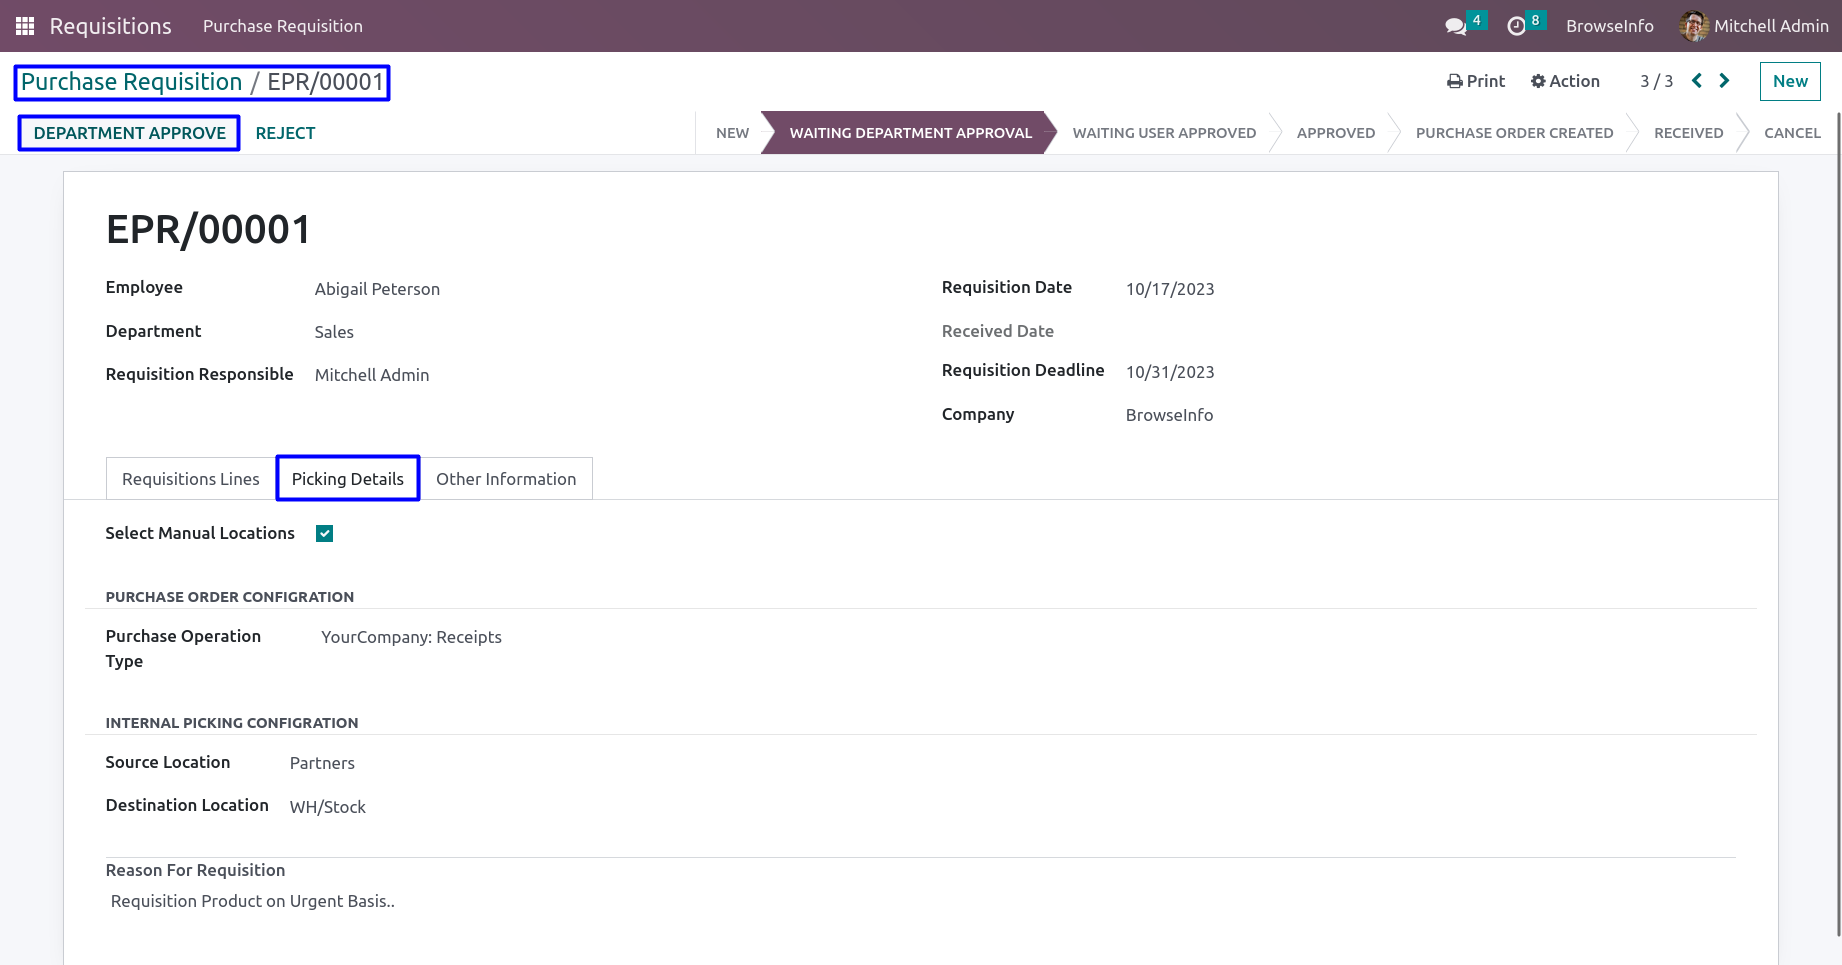 Requisitions Purchase Requisition 4 8 BrowseInfo Mitchell Admin
Purchase Requisition / EPR/00001 Print Action 3 / 3 New
DEPARTMENT APPROVE REJECT NEW WAITING DEPARTMENT APPROVAL WAITING USER APPROVED APPROVED PURCHASE ORDER CREATED RECEIVED CANCEL
EPR/00001
Employee Abigail Peterson Requisition Date 10/17/2023
Department Sales Received Date
Requisition Responsible Mitchell Admin Requisition Deadline 10/31/2023
Company BrowseInfo
Requisitions Lines Picking Details Other Information
Select Manual Locations
PURCHASE ORDER CONFIGRATION
Purchase Operation YourCompany: Receipts
Type
INTERNAL PICKING CONFIGRATION
Source Location Partners
Destination Location WH/Stock
Reason For Requisition
Requisition Product on Urgent Basis..